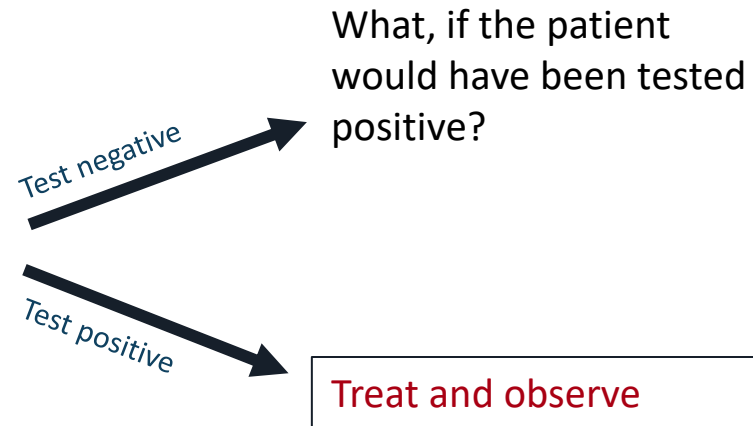 What, if the patient
would have been tested
positive?
Test negative
Test positive
Treat and observe